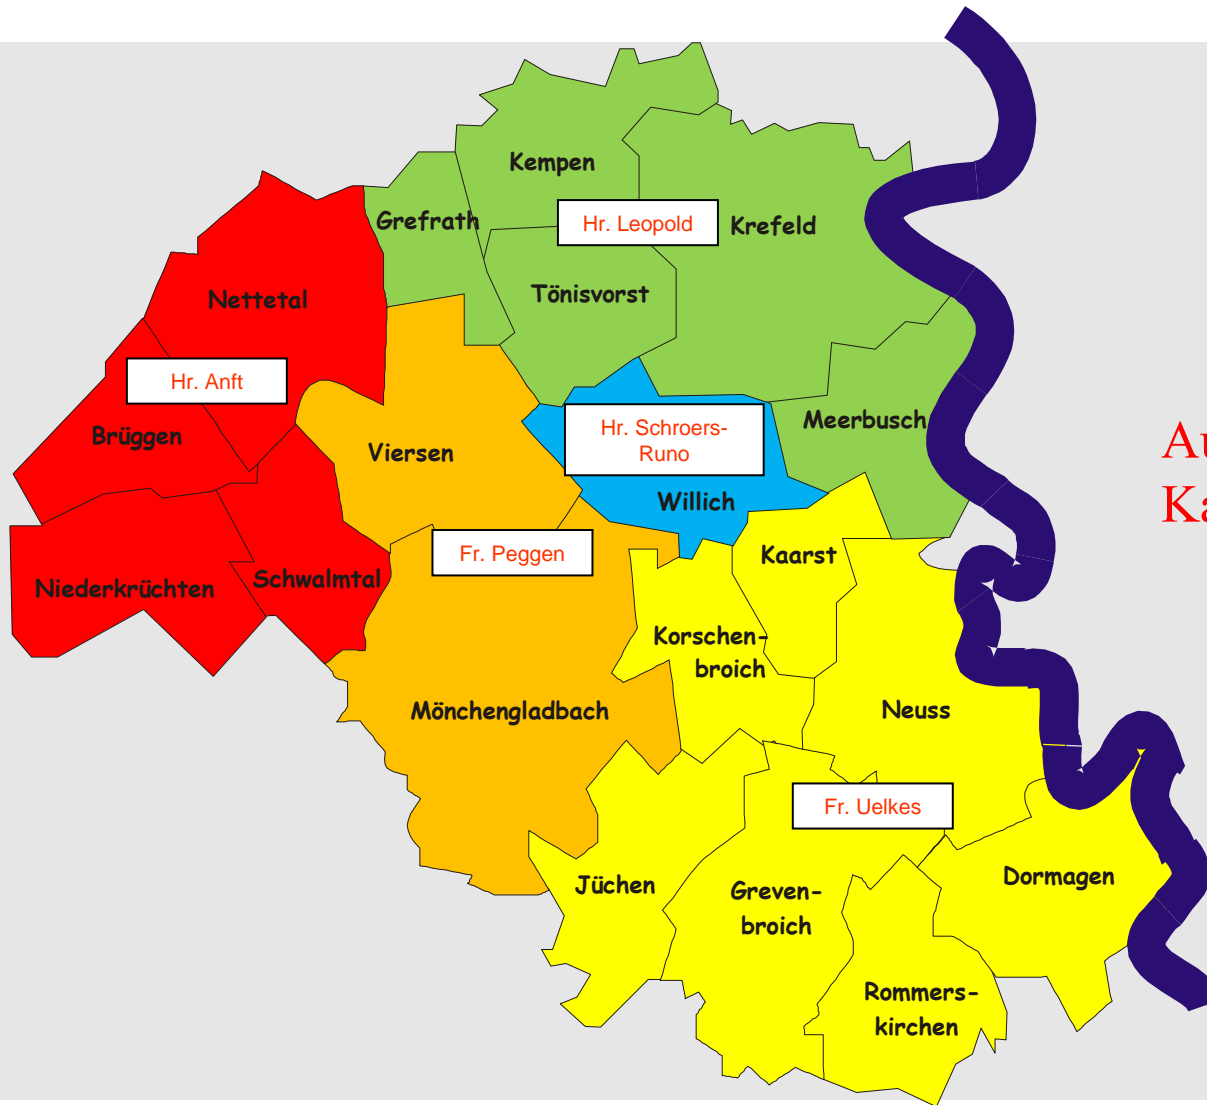 Kempen
Grefrath
Hr. Leopold
Krefeld
Nettetal
Tönisvorst
Hr. Anft
Brüggen
Viersen
Hr. Schroers-
Runo
Meerbusch
Willich
Niederkrüchten
Schwalmtal
Fr. Peggen
Kaarst
Korschen-
broich
Mönchengladbach
Neuss
Fr. Uelkes
Jüchen
Greven-
broich
Dormagen
Rommers-
kirchen